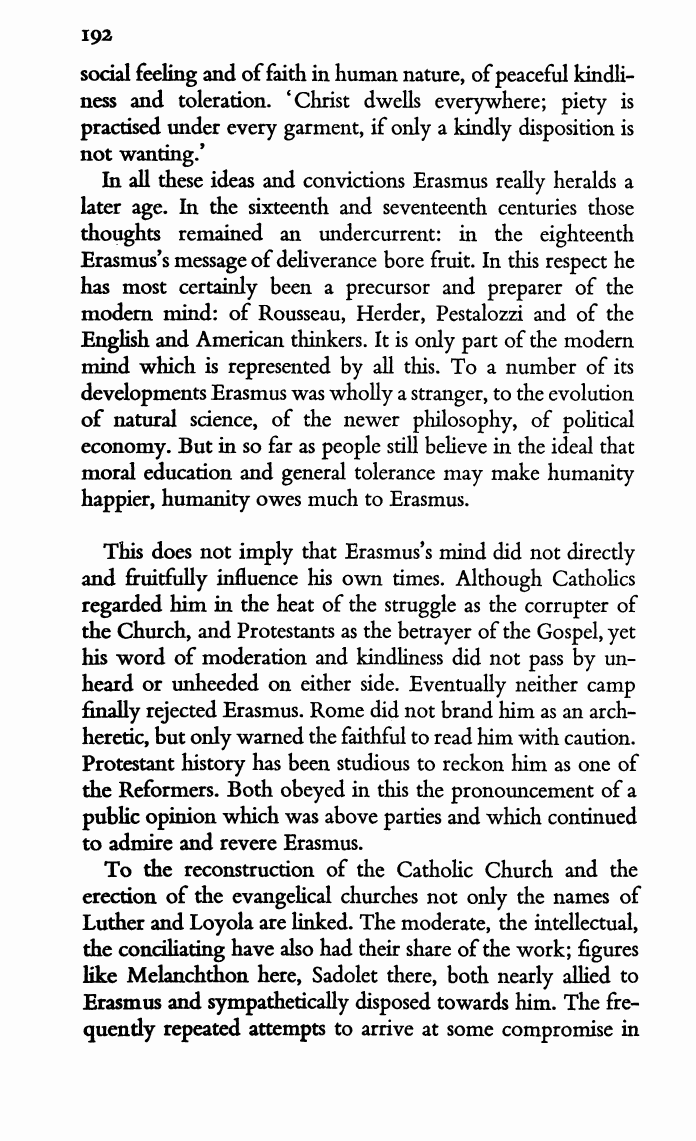 192
social feeling and of faith in human nature, of peaceful kindli-
ness and toleration. ‘Christ dwells everywhere; piety is
practised under every garment, if only a kindly disposition is
not wanting.’
In all these ideas and convictions Erasmus really heralds a
later age. In the sixteenth and seventeenth centuries those
thoughts remained an undercurrent: in the eighteenth
Erasmus’s message of deliverance bore fruit. In this respect he
has most certainly been a precursor and preparer of the
modern mind: of Rousseau, Herder, Pestalozzi and of the
English and American thinkers. It is only part of the modern
mind which is represented by all this. To a number of its
developments Erasmus was wholly a stranger, to the evolution
of natural science, of the newer philosophy, of political
economy. But in so far as people still believe in the ideal that
moral education and general tolerance may make humanity
happier, humanity owes much to Erasmus.
This does not imply that Erasmus’s mind did not directly
and fruitfully influence his own times. Although Catholics
regarded him in the heat of the struggle as the corrupter of
the Church, and Protestants as the betrayer of the Gospel, yet
his word of moderation and kindliness did not pass by un-
heard or unheeded on either side. Eventually neither camp
finally rejected Erasmus. Rome did not brand him as an arch-
heretic, but only warned the faithful to read him with caution.
Protestant history has been studious to reckon him as one of
the Reformers. Both obeyed in this the pronouncement of a
public opinion which was above parties and which continued
to admire and revere Erasmus.
To the reconstruction of the Catholic Church and the
erection of the evangelical churches not only the names of
Luther and Loyola are linked. The moderate, the intellectual,
the conciliating have also had their share of the work; figures
like Melanchthon here, Sadolet there, both nearly allied to
Erasmus and sympathetically disposed towards him. The fre-
quently repeated attempts to arrive at some compromise in